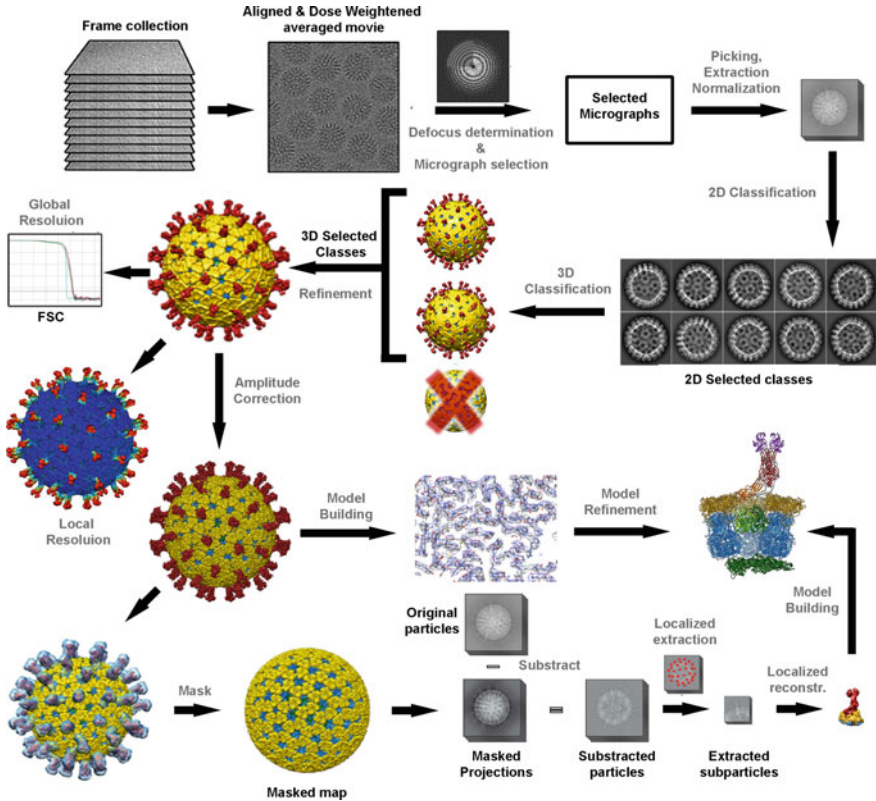 Frame collection
Aligned & Dose Weightened
averaged movie
Defocus determination
&
Micrograph selection
Selected
Micrographs
Picking,
Extraction
Normalization
2D Classification
2D Selected classes
3D
Classification
3D Selected
Classes
Refinement
Global
Resoluion
FSC
Local
Resoluion
Amplitude
Correction
Model
Building
Model
Refinement
Mask
Masked map
Original
particles
Substract
Masked
Projections
Substracted
particles
Localized
extraction
Extracted
subparticles
Localized
reconstr.
Model
Building